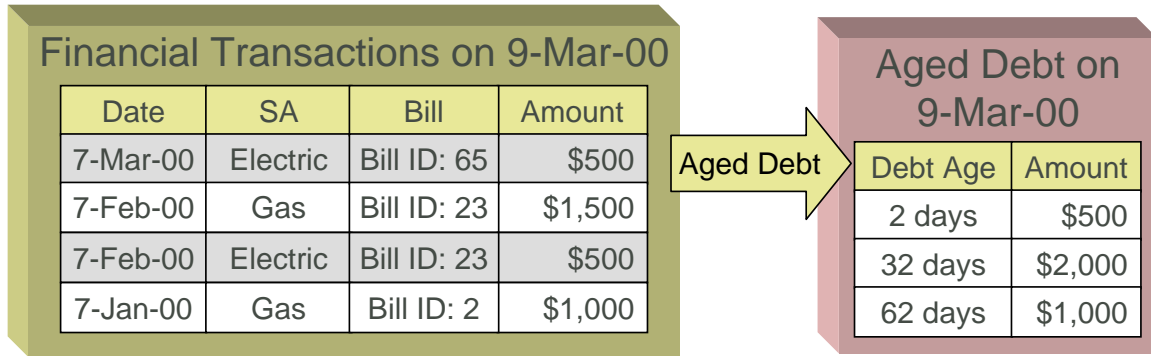 Financial Transactions on 9-Mar-00
Date SA Bill Amount
7-Mar-00 Electric Bill ID: 65 $500
7-Feb-00 Gas Bill ID: 23 $1,500
7-Feb-00 Electric Bill ID: 23 $500
7-Jan-00 Gas Bill ID: 2 $1,000
Aged Debt
Aged Debt on
9-Mar-00
Debt Age Amount
2 days $500
32 days $2,000
62 days $1,000